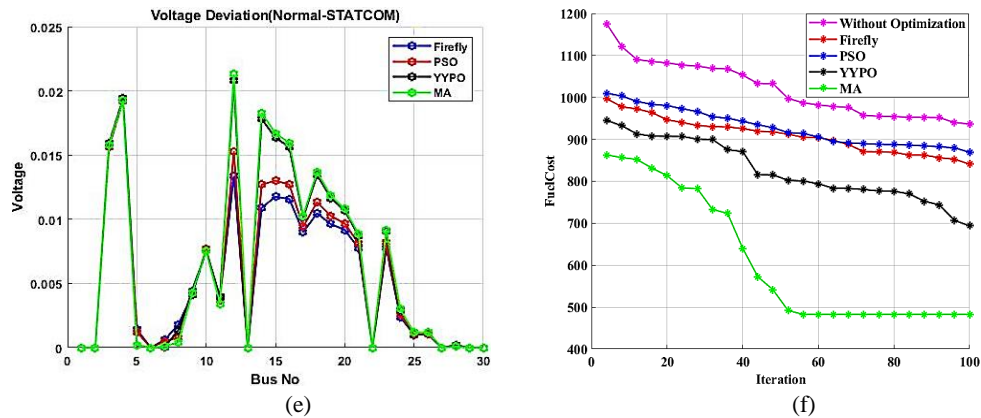 Voltage Deviation(Normal-STATCOM)
0.025
0.02
0.015
0.01
0.005
0
Voltage
0 5 10 15 20 25 30
Bus No
Firefly
PSO
YYPO
MA
(e)
1200
1100
1000
900
800
700
600
500
400
FuelCost
0 20 40 60 80 100
Iteration
Without Optimization
Firefly
PSO
YYPO
MA
(f)